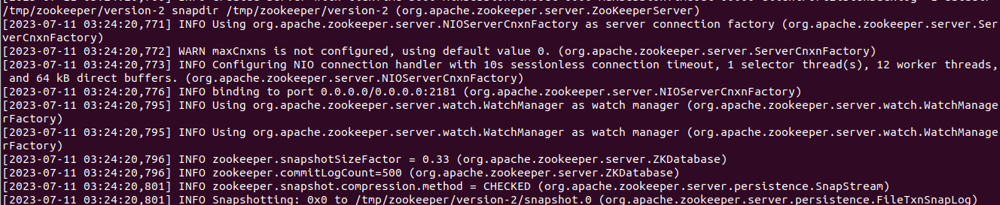 /tmp/zookeeper/version-2 snapdir /tmp/zookeeper/version-2 (org.apache.zookeeper.server.ZooKeeperServer)
[2023-07-11 03:24:20,771] INFO Using org.apache.zookeeper.server.NIOServerCnxnFactory as server connection factory (org.apache.zookeeper.server.Ser
verCnxnFactory)
[2023-07-11 03:24:20,772] WARN maxCnxns is not configured, using default value 0. (org.apache.zookeeper.server.ServerCnxnFactory)
[2023-07-11 03:24:20,773] INFO Configuring NIO connection handler with 10s sessionless connection timeout, 1 selector thread(s), 12 worker threads,
 and 64 kB direct buffers. (org.apache.zookeeper.server.NIOServerCnxnFactory)
[2023-07-11 03:24:20,776] INFO binding to port 0.0.0.0/0.0.0.0:2181 (org.apache.zookeeper.server.NIOServerCnxnFactory)
[2023-07-11 03:24:20,795] INFO Using org.apache.zookeeper.server.watch.WatchManager as watch manager (org.apache.zookeeper.server.watch.WatchManage
rFactory)
[2023-07-11 03:24:20,795] INFO Using org.apache.zookeeper.server.watch.WatchManager as watch manager (org.apache.zookeeper.server.watch.WatchManage
rFactory)
[2023-07-11 03:24:20,796] INFO zookeeper.snapshotSizeFactor = 0.33 (org.apache.zookeeper.server.ZKDatabase)
[2023-07-11 03:24:20,796] INFO zookeeper.commitLogCount=500 (org.apache.zookeeper.server.ZKDatabase)
[2023-07-11 03:24:20,801] INFO zookeeper.snapshot.compression.method = CHECKED (org.apache.zookeeper.server.persistence.SnapStream)
[2023-07-11 03:24:20,801] INFO Snapshotting: 0x0 to /tmp/zookeeper/version-2/snapshot.0 (org.apache.zookeeper.server.persistence.FileTxnSnapLog)